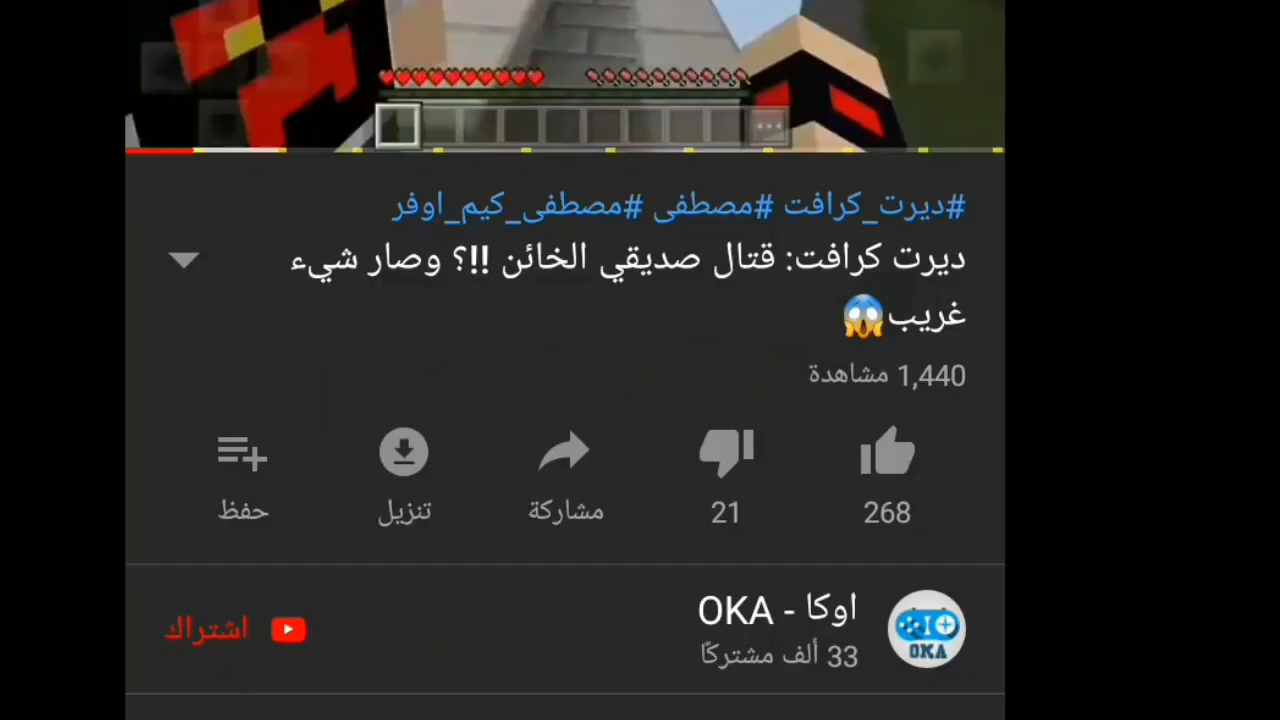 #ديرت_كرافت #مصطفى #مصطفى_كيم_اوفر
ديرت كرافت: قتال صديقي الخائن !!؟ وصار شيء
غريب😱
1,440 مشاهدة
268
21
مشاركة
تنزيل
حفظ
اوكا - OKA
33 ألف مشتركًا
اشتراك
OKA